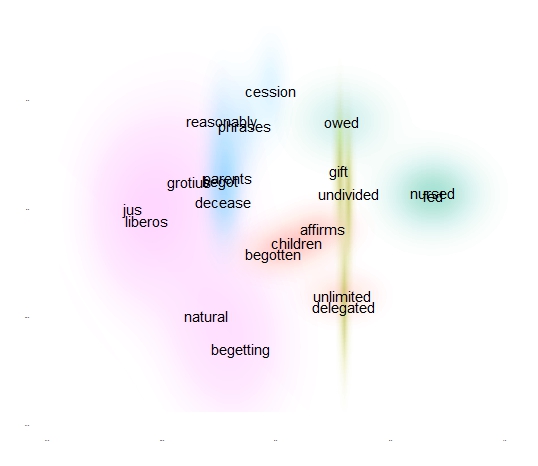 cession
reasonably
phrases
owed
gift
parents
grotius
begot
nursed
fed
undivided
decease
jus
liberos
affirms
children
begotten
unlimited
delegated
natural
begetting